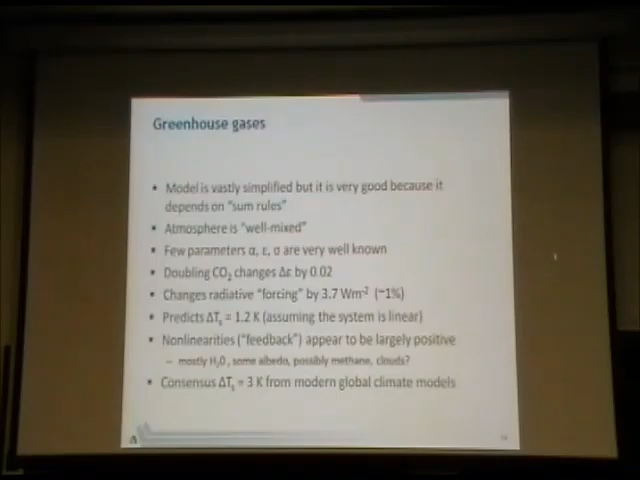 Greenhouse gases
• Model is vastly simplified but it is very good because it
depends on "sum rules"
• Atmosphere is "well-mixed"
• Few parameters α, ε, σ are very well known
• Doubling CO₂ changes Δε by 0.02
• Changes radiative "forcing" by 3.7 Wm⁻² (~1%)
• Predicts ΔTₛ = 1.2 K (assuming the system is linear)
• Nonlinearities ("feedback") appear to be largely positive
– mostly H₂O, some albedo, possibly methane, clouds?
• Consensus ΔTₛ = 3 K from modern global climate models